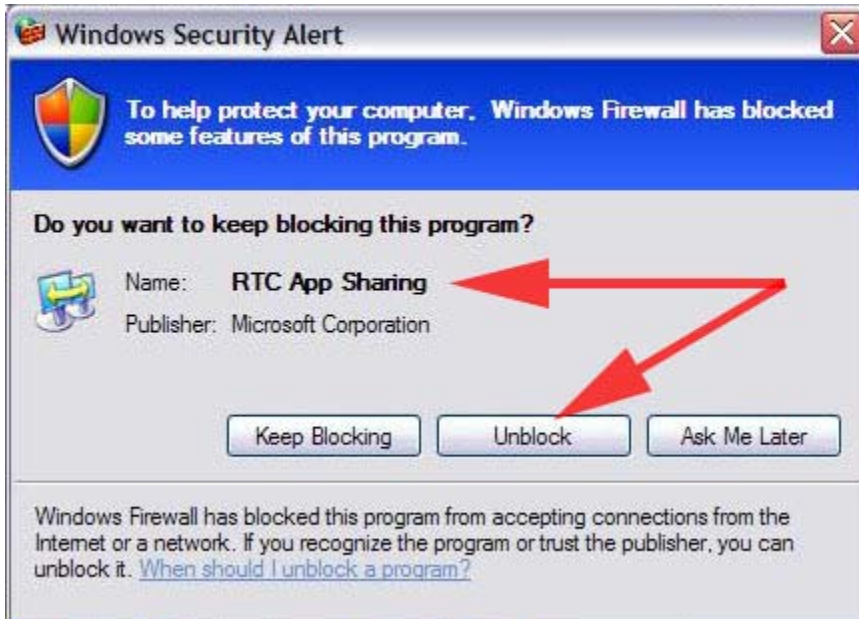 Windows Security Alert
To help protect your computer, Windows Firewall has blocked
some features of this program.
Do you want to keep blocking this program?
Name: RTC App Sharing
Publisher: Microsoft Corporation
Keep Blocking Unblock Ask Me Later
Windows Firewall has blocked this program from accepting connections from the
Internet or a network. If you recognize the program or trust the publisher, you can
unblock it. When should I unblock a program?